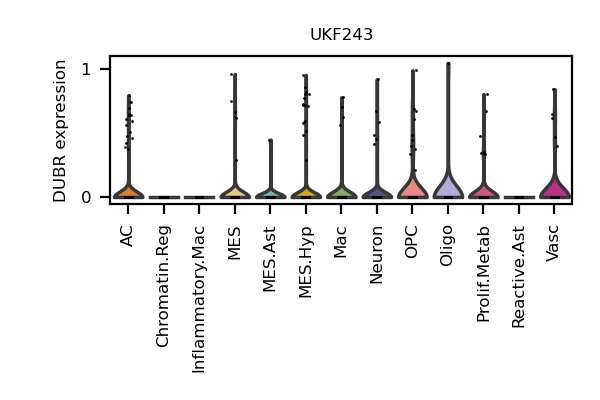 UKF243
DUBR expression
1
0
AC
Chromatin.Reg
Inflammatory.Mac
MES
MES.Ast
MES.Hyp
Mac
Neuron
OPC
Oligo
Prolif.Metab
Reactive.Ast
Vasc